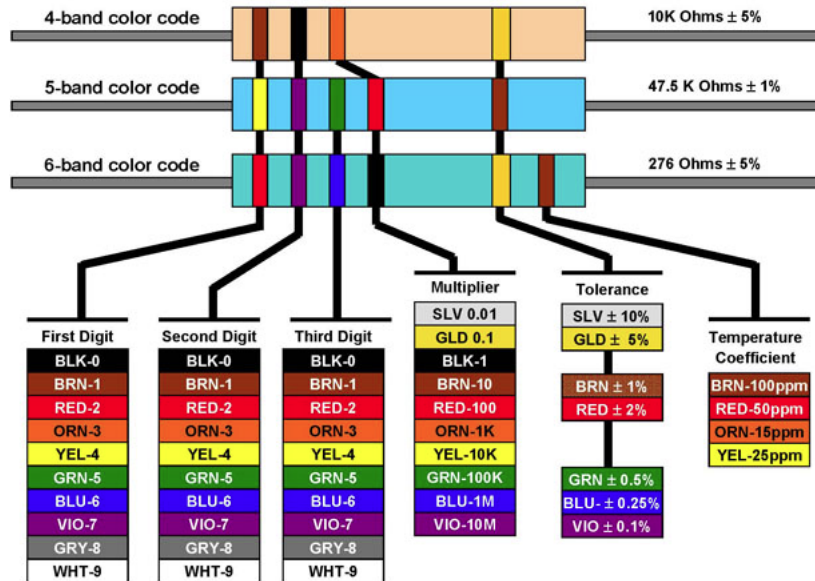 4-band color code
10K Ohms ± 5%
5-band color code
47.5 K Ohms ± 1%
6-band color code
276 Ohms ± 5%
First Digit
BLK-0
BRN-1
RED-2
ORN-3
YEL-4
GRN-5
BLU-6
VIO-7
GRY-8
WHT-9
Second Digit
BLK-0
BRN-1
RED-2
ORN-3
YEL-4
GRN-5
BLU-6
VIO-7
GRY-8
WHT-9
Third Digit
BLK-0
BRN-1
RED-2
ORN-3
YEL-4
GRN-5
BLU-6
VIO-7
GRY-8
WHT-9
Multiplier
SLV 0.01
GLD 0.1
BLK-1
BRN-10
RED-100
ORN-1K
YEL-10K
GRN-100K
BLU-1M
VIO-10M
Tolerance
SLV ± 10%
GLD ± 5%
BRN ± 1%
RED ± 2%
GRN ± 0.5%
BLU- ± 0.25%
VIO ± 0.1%
Temperature
Coefficient
BRN-100ppm
RED-50ppm
ORN-15ppm
YEL-25ppm